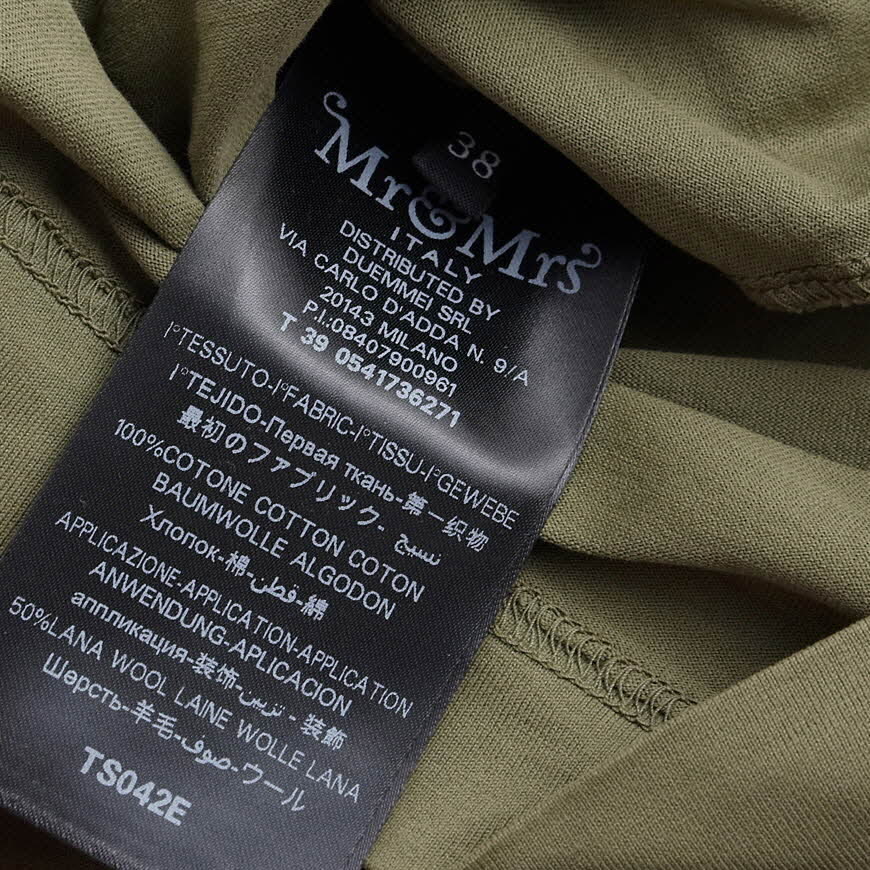 38
Mr&Mrs
ITALY
DISTRIBUTED BY
DUEMMEI SRL
VIA CARLO D'ADDA N. 9/A
20143 MILANO
P.I.:08407900961
T 39 0541736271
I°TESSUTO-I°FABRIC-I°TISSU-I°GEWEBE
I°TEJIDO-Первая ткань-第一织物
最初のファブリック-نسيج
100%COTONE COTTON COTON
BAUMWOLLE ALGODON
Хлопок-棉-قطن-綿
APPLICAZIONE-APPLICATION-APPLICATION
ANWENDUNG-APLICACION
аппликация-装饰-تزيين-装飾
50%LANA WOOL LAINE WOLLE LANA
Шерсть-羊毛-صوف-ウール
TS042E